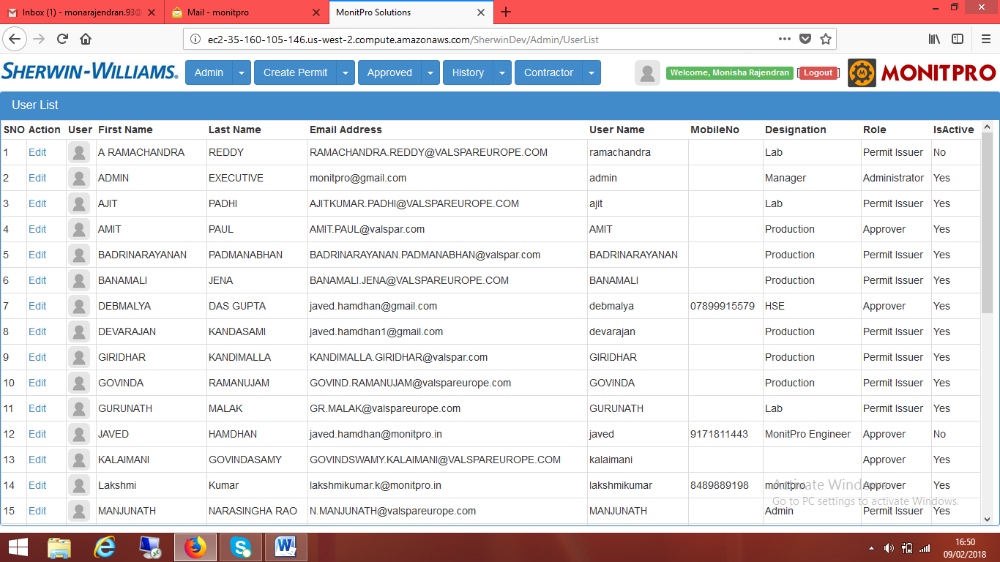 Inbox (1) - monarajendran.93@
Mail - monitpro
MonitPro Solutions
ec2-35-160-105-146.us-west-2.compute.amazonaws.com/SherwinDev/Admin/UserList
SHERWIN-WILLIAMS. Admin Create Permit Approved History Contractor Welcome, Monisha Rajendran [Logout] MONITPRO
User List
SNO Action User First Name Last Name Email Address User Name MobileNo Designation Role IsActive
1 Edit A RAMACHANDRA REDDY RAMACHANDRA.REDDY@VALSPAREUROPE.COM ramachandra Lab Permit Issuer No
2 Edit ADMIN EXECUTIVE monitpro@gmail.com admin Manager Administrator Yes
3 Edit AJIT PADHI AJITKUMAR.PADHI@VALSPAREUROPE.COM ajit Lab Permit Issuer Yes
4 Edit AMIT PAUL AMIT.PAUL@valspar.com AMIT Production Approver Yes
5 Edit BADRINARAYANAN PADMANABHAN BADRINARAYANAN.PADMANABHAN@valspar.com BADRINARAYANAN Production Permit Issuer Yes
6 Edit BANAMALI JENA BANAMALI.JENA@VALSPAREUROPE.COM BANAMALI Production Permit Issuer Yes
7 Edit DEBMALYA DAS GUPTA javed.hamdhan@gmail.com debmalya 07899915579 HSE Approver Yes
8 Edit DEVARAJAN KANDASAMI javed.hamdhan1@gmail.com devarajan Production Permit Issuer Yes
9 Edit GIRIDHAR KANDIMALLA KANDIMALLA.GIRIDHAR@valspar.com GIRIDHAR Production Permit Issuer Yes
10 Edit GOVINDA RAMANUJAM GOVIND.RAMANUJAM@valspareurope.com GOVINDA Production Permit Issuer Yes
11 Edit GURUNATH MALAK GR.MALAK@valspareurope.com GURUNATH Lab Permit Issuer Yes
12 Edit JAVED HAMDHAN javed.hamdhan@monitpro.in javed 9171811443 MonitPro Engineer Approver No
13 Edit KALAIMANI GOVINDASAMY GOVINDSWAMY.KALAIMANI@VALSPAREUROPE.COM kalaimani Approver Yes
14 Edit Lakshmi Kumar lakshmikumar.k@monitpro.in lakshmikumar 8489889198 monitpro Approver Yes
Activate Windows
Go to PC settings to activate Windows.
15 Edit MANJUNATH NARASINGHA RAO N.MANJUNATH@valspareurope.com MANJUNATH Admin Permit Issuer Yes
16:50
09/02/2018